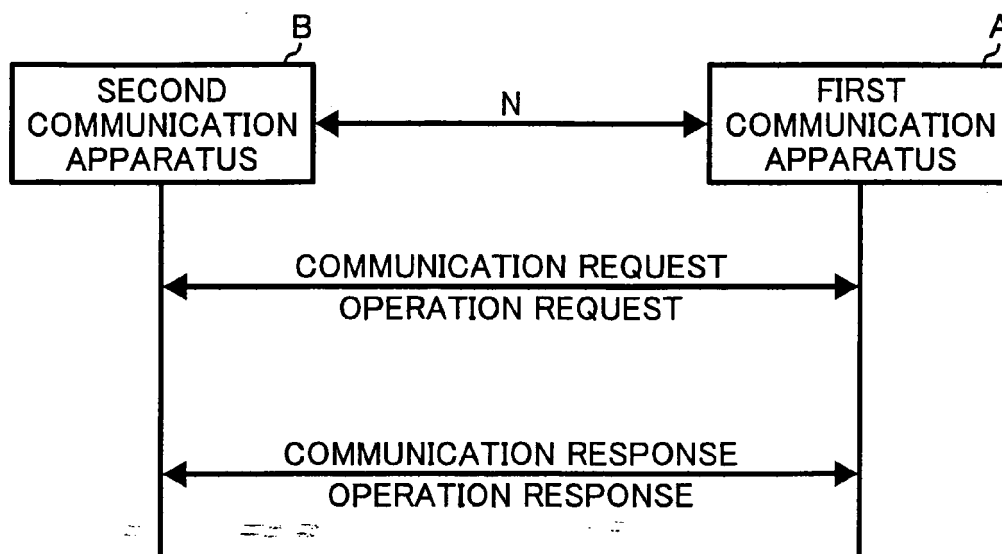 B
A
SECOND
COMMUNICATION
APPARATUS
N
FIRST
COMMUNICATION
APPARATUS
COMMUNICATION REQUEST
OPERATION REQUEST
COMMUNICATION RESPONSE
OPERATION RESPONSE